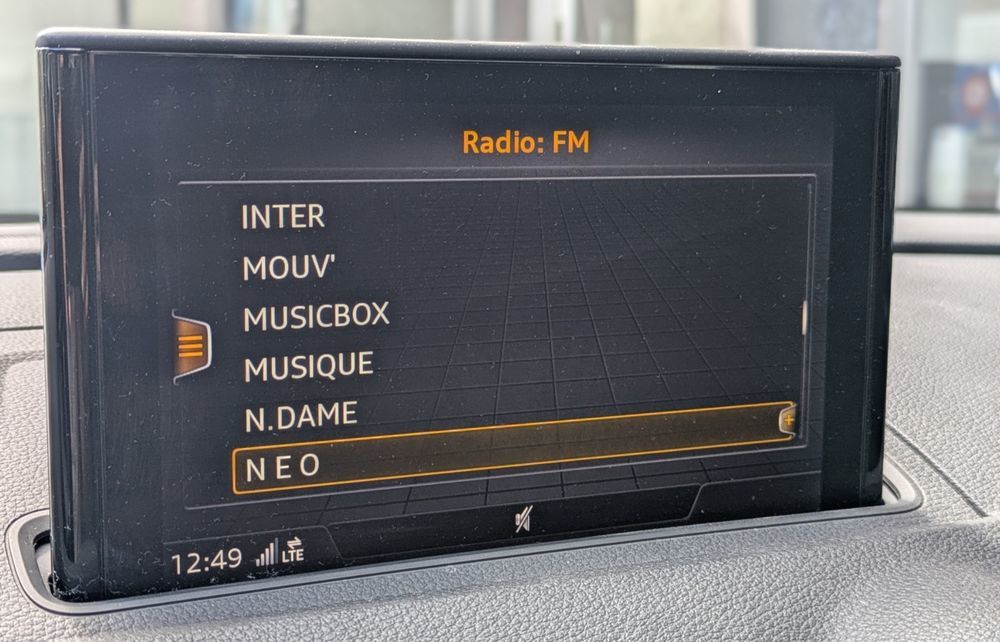 Radio: FM
INTER
MOUV'
MUSICBOX
MUSIQUE
N.DAME
N E O
12:49 LTE